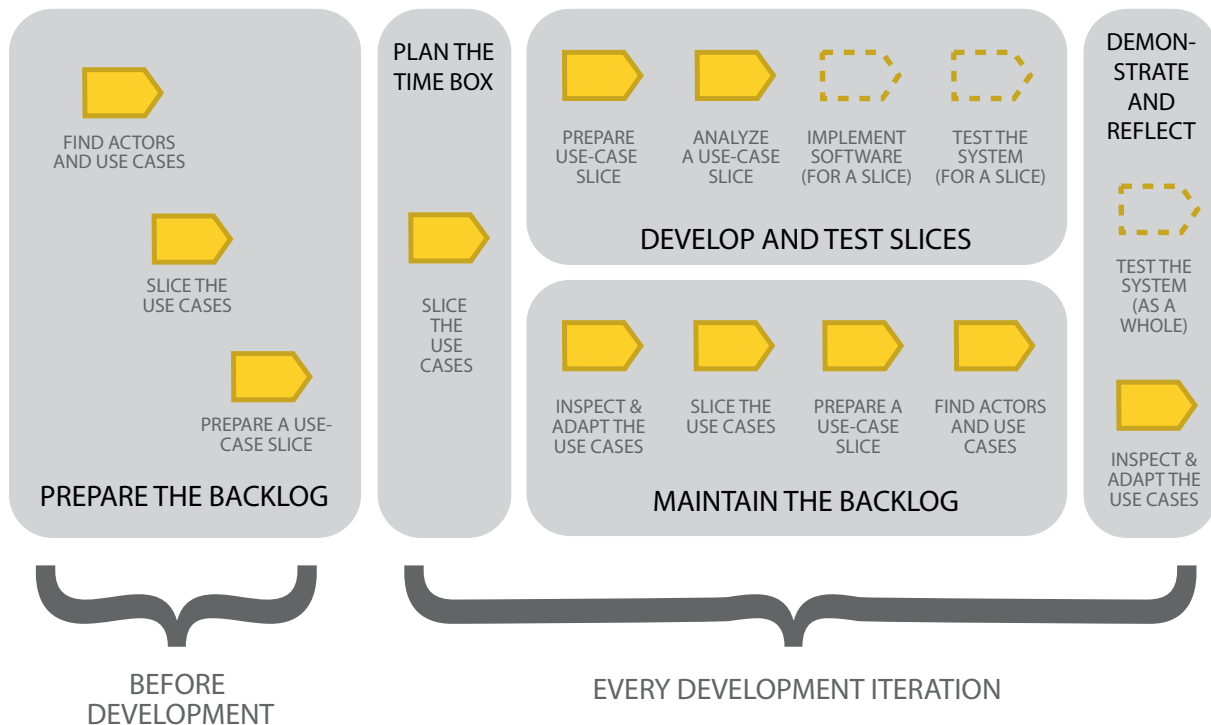 FIND ACTORS
AND USE CASES
SLICE THE
USE CASES
PREPARE A USE-
CASE SLICE
PREPARE THE BACKLOG
PLAN THE
TIME BOX
SLICE
THE
USE
CASES
PREPARE
USE-CASE
SLICE
ANALYZE
A USE-CASE
SLICE
IMPLEMENT
SOFTWARE
(FOR A SLICE)
TEST THE
SYSTEM
(FOR A SLICE)
DEVELOP AND TEST SLICES
INSPECT &
ADAPT THE
USE CASES
SLICE THE
USE CASES
PREPARE A
USE-CASE
SLICE
FIND ACTORS
AND USE
CASES
MAINTAIN THE BACKLOG
DEMON-
STRATE
AND
REFLECT
TEST THE
SYSTEM
(AS A
WHOLE)
INSPECT &
ADAPT THE
USE CASES
BEFORE
DEVELOPMENT
EVERY DEVELOPMENT ITERATION